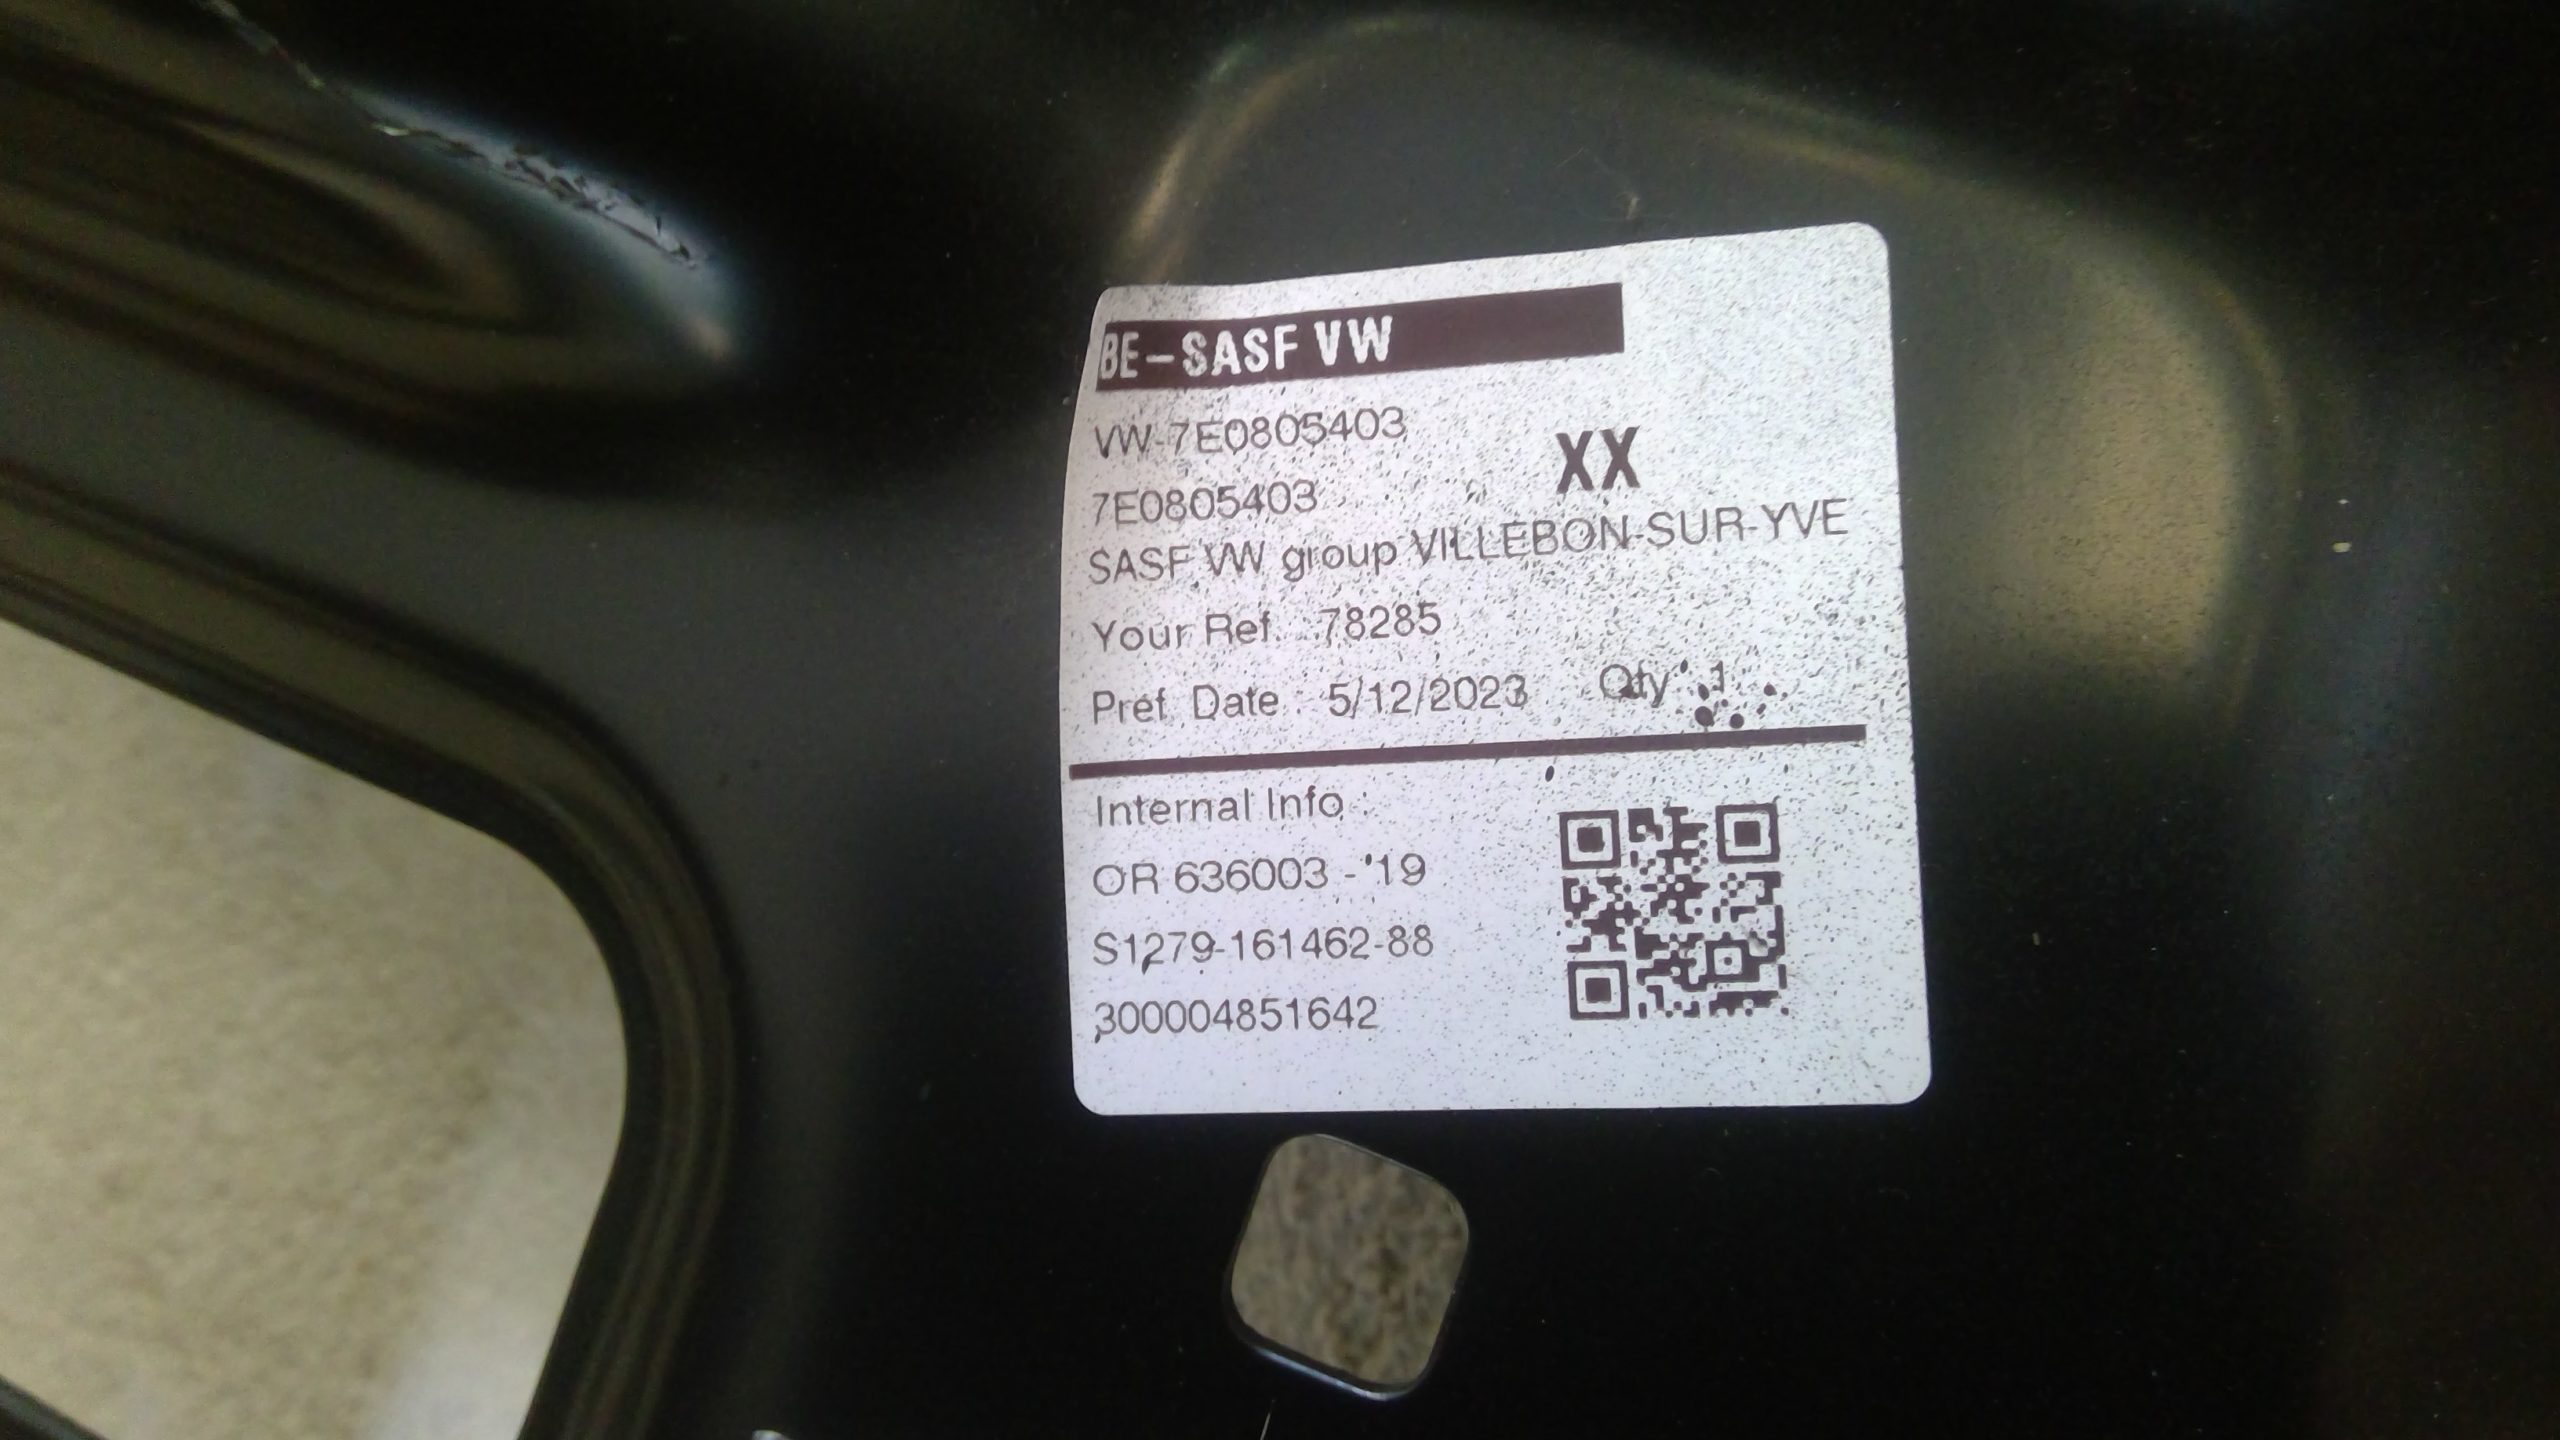 BE-SASF VW
VW-7E0805403
XX
7E0805403
SASF VW group VILLEBON-SUR-YVE
Your Ref. : 78285
Pref. Date : 5/12/2023 Qty : 1
Internal Info :
OR 636003 - 19
S1279-161462-88
300004851642